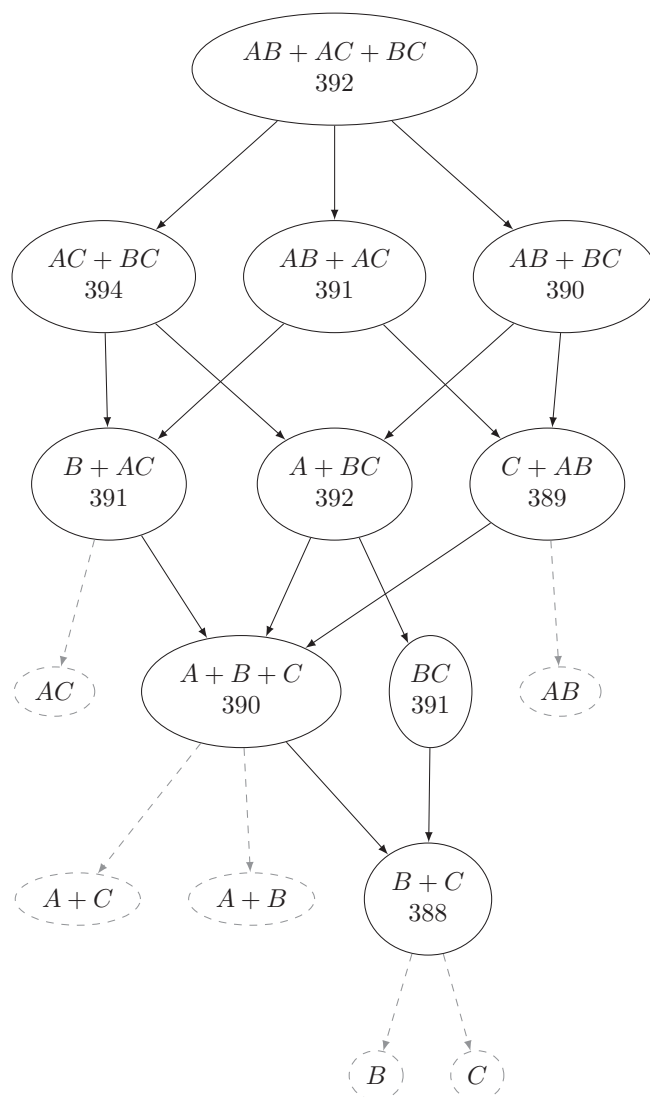 AB + AC + BC
392
AC + BC
394
AB + AC
391
AB + BC
390
B + AC
391
A + BC
392
C + AB
389
AC
A + B + C
390
BC
391
AB
A + C
A + B
B + C
388
B
C